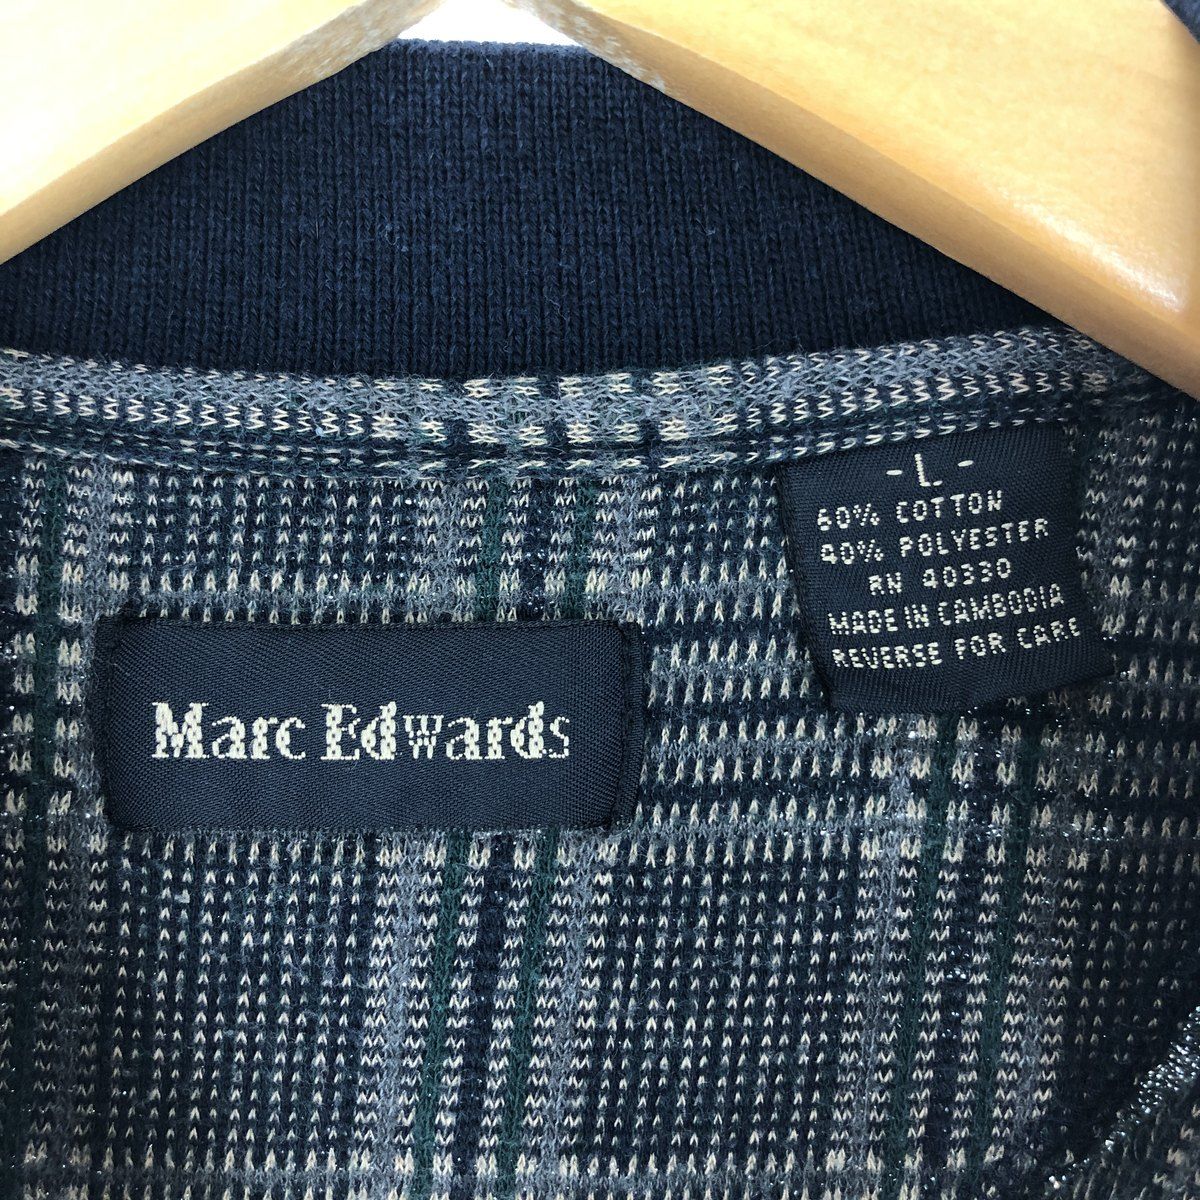 Marc Edwards
- L -
60% COTTON
40% POLYESTER
RN 40330
MADE IN CAMBODIA
REVERSE FOR CARE